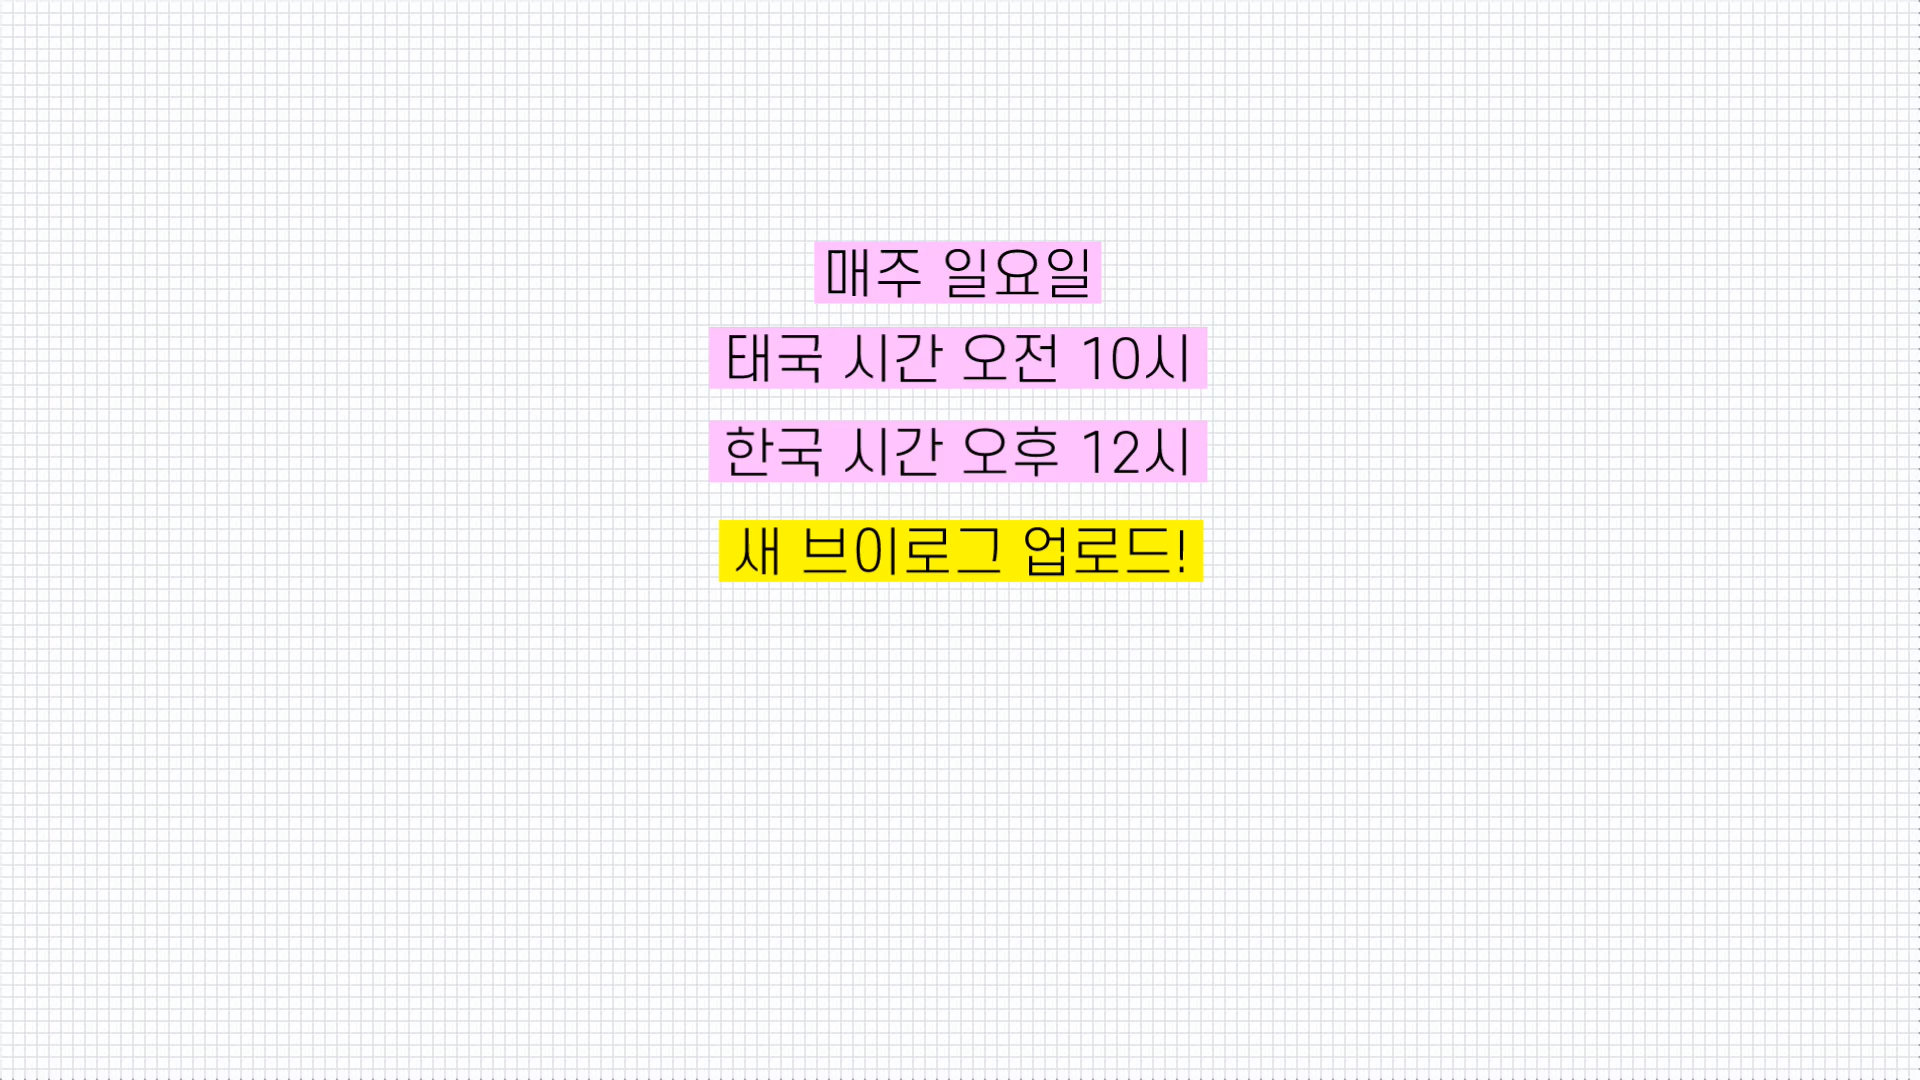 매주 일요일
태국 시간 오전 10시
한국 시간 오후 12시
새 브이로그 업로드!